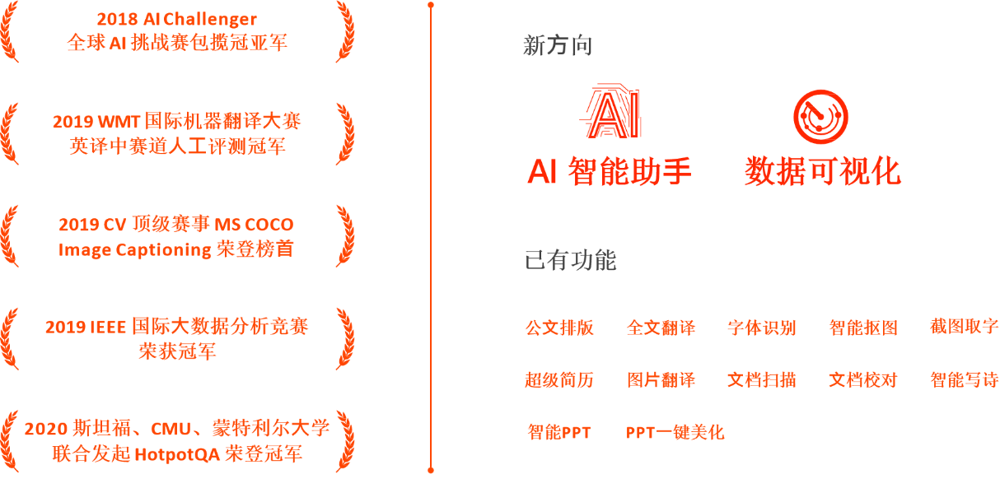 2018 AI Challenger
全球 AI 挑战赛包揽冠亚军
2019 WMT 国际机器翻译大赛
英译中赛道人工评测冠军
2019 CV 顶级赛事 MS COCO
Image Captioning 荣登榜首
2019 IEEE 国际大数据分析竞赛
荣获冠军
2020 斯坦福、CMU、蒙特利尔大学
联合发起 HotpotQA 荣登冠军
新方向
AI
AI 智能助手 数据可视化
已有功能
公文排版 全文翻译 字体识别 智能抠图 截图取字
超级简历 图片翻译 文档扫描 文档校对 智能写诗
智能PPT PPT一键美化